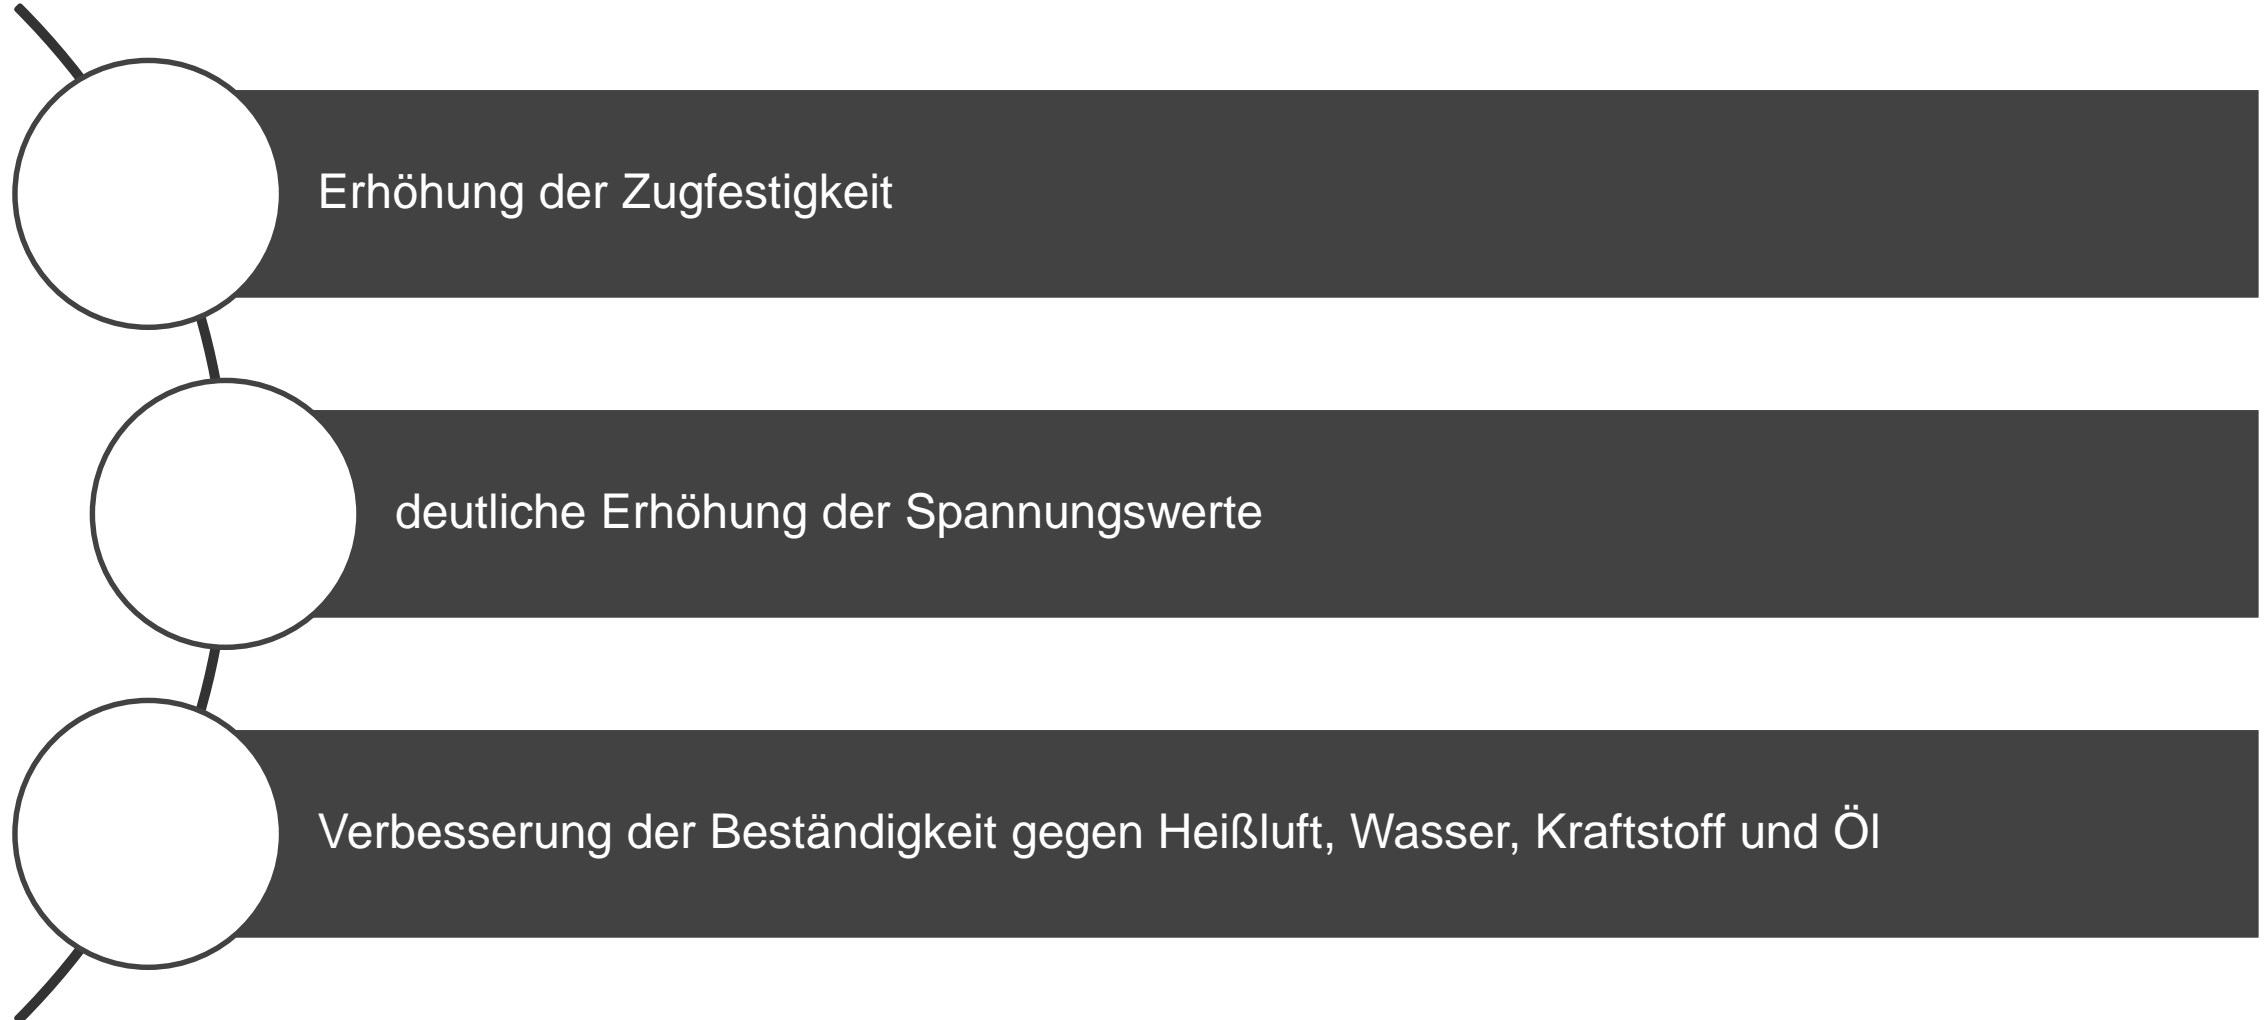 Erhöhung der Zugfestigkeit
deutliche Erhöhung der Spannungswerte
Verbesserung der Beständigkeit gegen Heißluft, Wasser, Kraftstoff und Öl